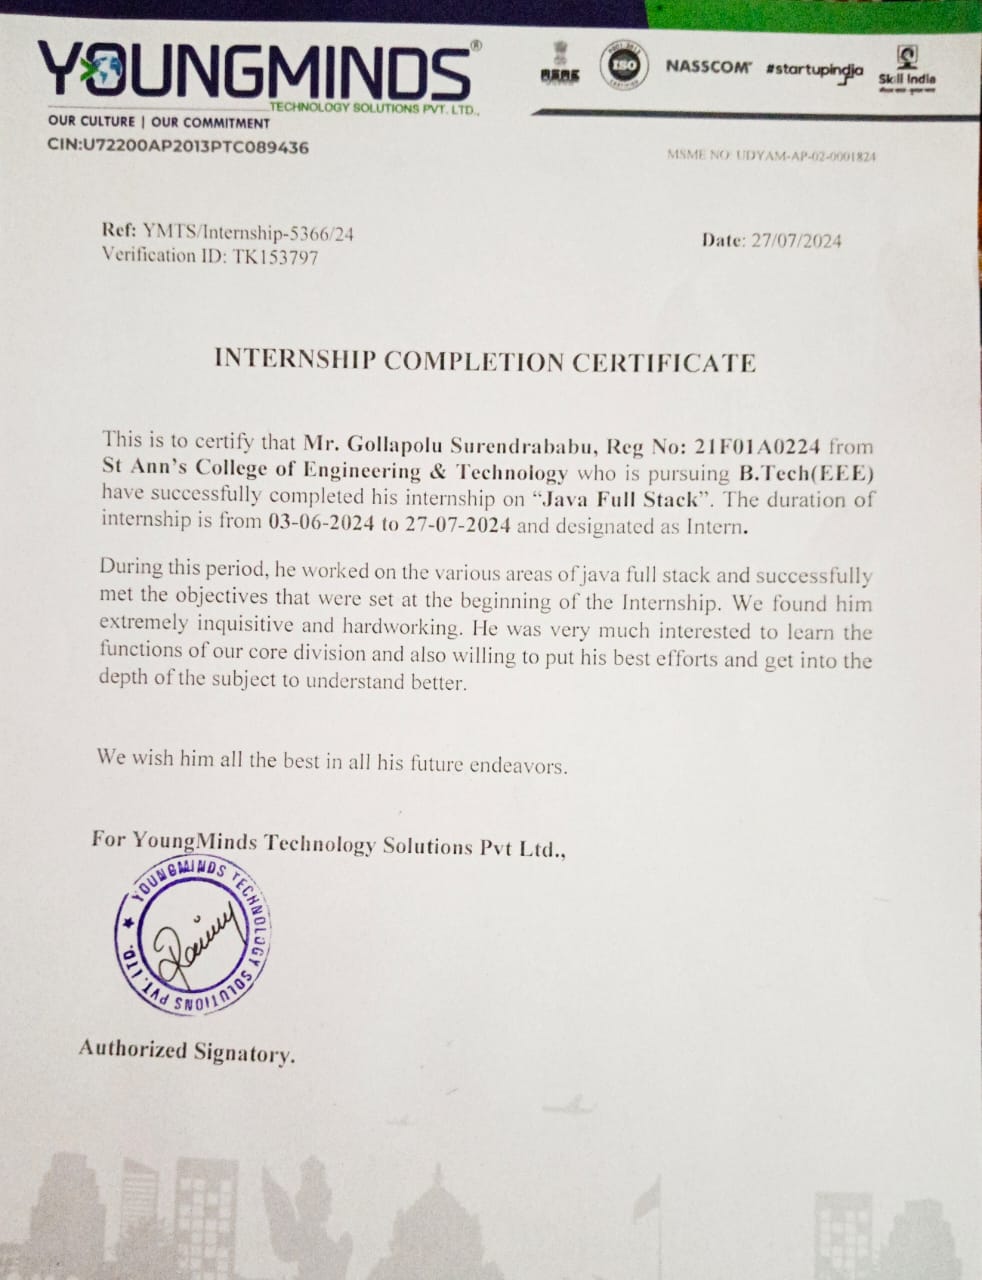 YOUNGMINDS®
TECHNOLOGY SOLUTIONS PVT. LTD.,
OUR CULTURE | OUR COMMITMENT
CIN:U72200AP2013PTC089436
ISO
NASSCOM
#startupindia
Skill India
MSME NO: UDYAM-AP-02-0001824
Ref: YMTS/Internship-5366/24
Verification ID: TK153797
Date: 27/07/2024
INTERNSHIP COMPLETION CERTIFICATE
This is to certify that Mr. Gollapolu Surendrababu, Reg No: 21F01A0224 from
St Ann's College of Engineering & Technology who is pursuing B.Tech(EEE)
have successfully completed his internship on “Java Full Stack”. The duration of
internship is from 03-06-2024 to 27-07-2024 and designated as Intern.
During this period, he worked on the various areas of java full stack and successfully
met the objectives that were set at the beginning of the Internship. We found him
extremely inquisitive and hardworking. He was very much interested to learn the
functions of our core division and also willing to put his best efforts and get into the
depth of the subject to understand better.
We wish him all the best in all his future endeavors.
For YoungMinds Technology Solutions Pvt Ltd.,
★ YOUNGMINDS TECHNOLOGY SOLUTIONS PVT. LTD.
Authorized Signatory.